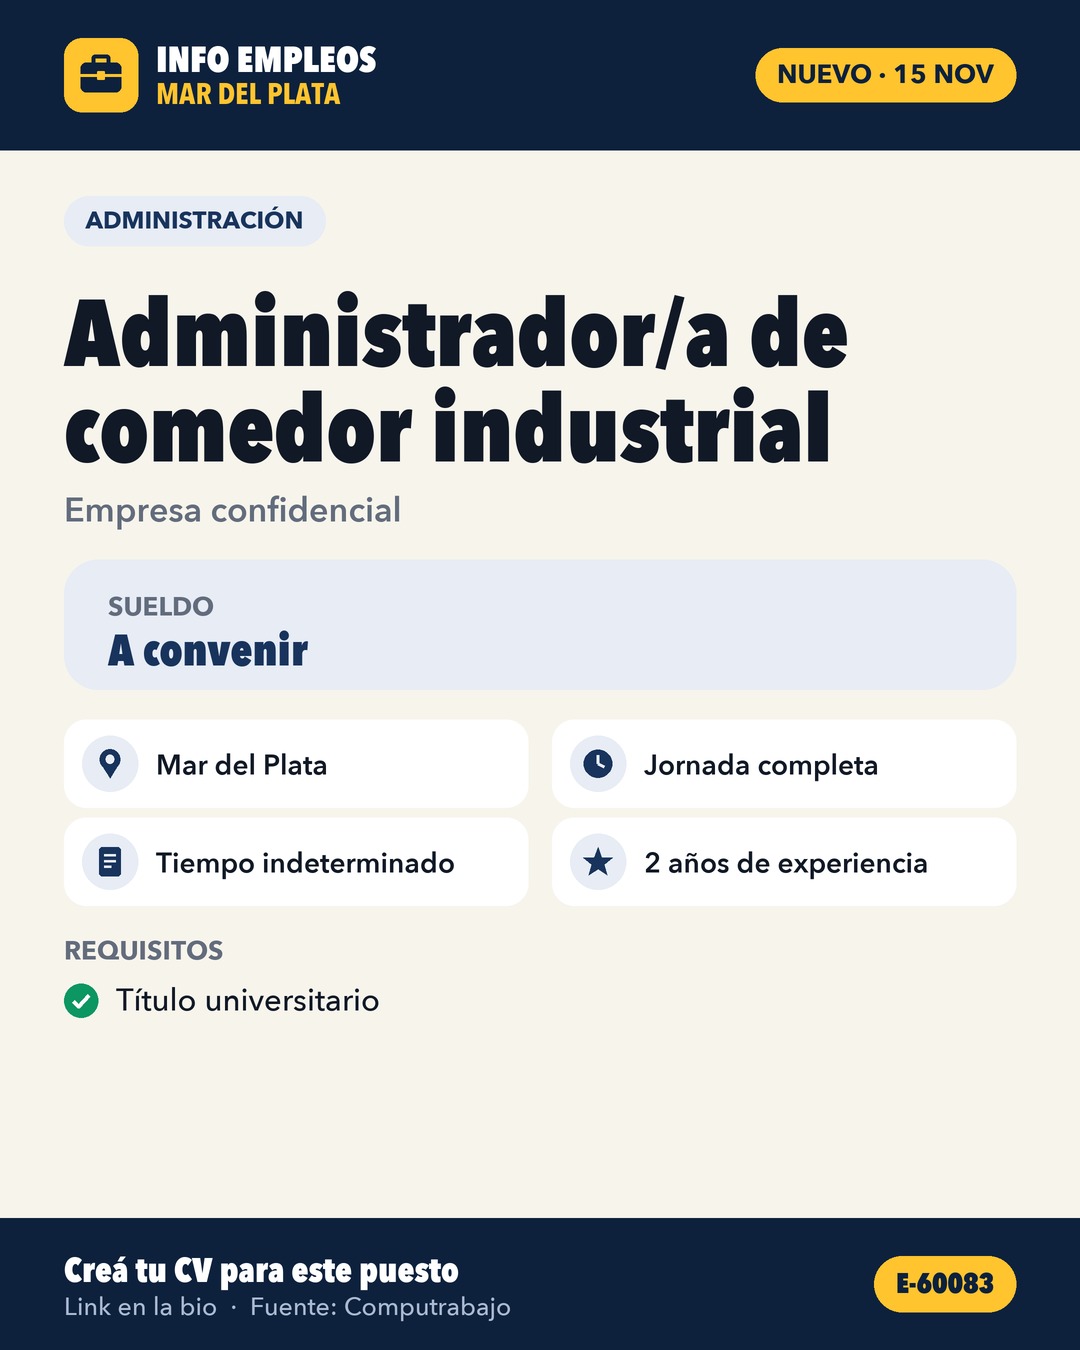 INFO EMPLEOS
MAR DEL PLATA
NUEVO · 15 NOV
ADMINISTRACIÓN
Administrador/a de
comedor industrial
Empresa confidencial
SUELDO
A convenir
Mar del Plata
Jornada completa
Tiempo indeterminado
2 años de experiencia
REQUISITOS
Título universitario
Creá tu CV para este puesto
Link en la bio · Fuente: Computrabajo
E-60083